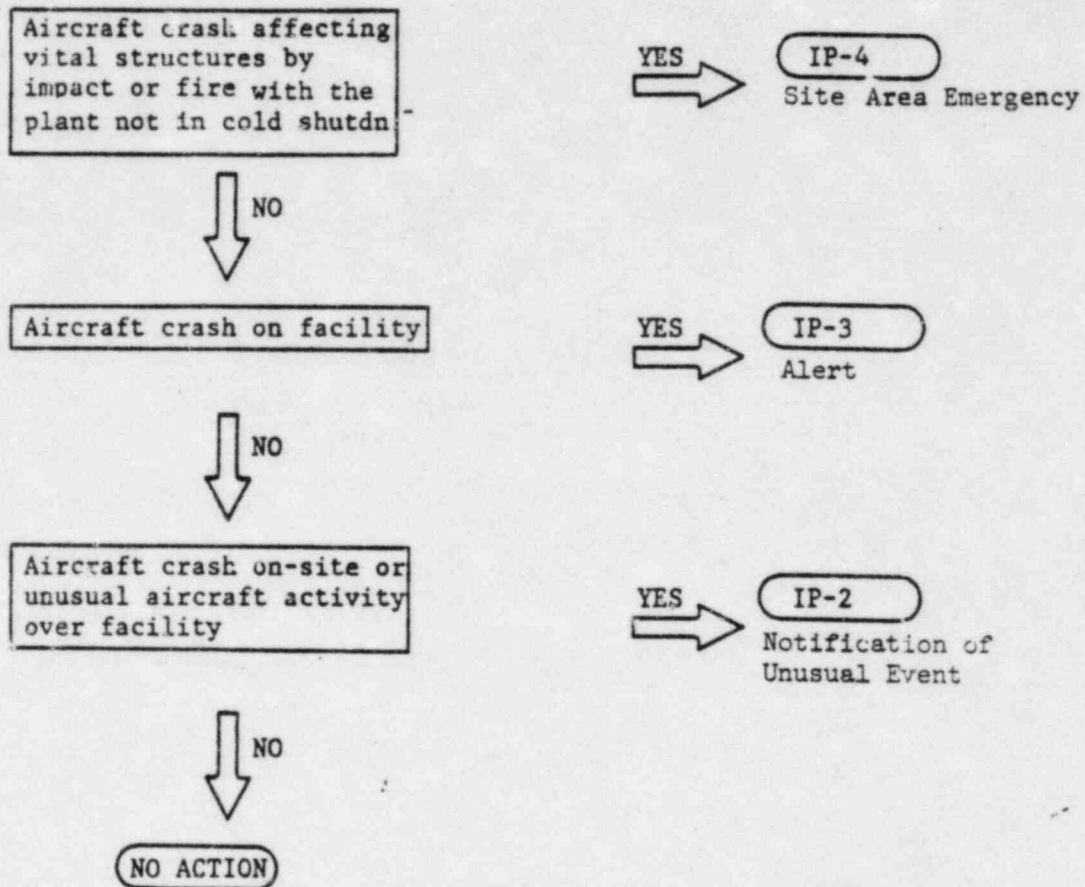 Aircraft crash affecting
vital structures by
impact or fire with the
plant not in cold shutdn
YES
IP-4
Site Area Emergency
NO
Aircraft crash on facility
YES
IP-3
Alert
NO
Aircraft crash on-site or
unusual aircraft activity
over facility
YES
IP-2
Notification of
Unusual Event
NO
NO ACTION